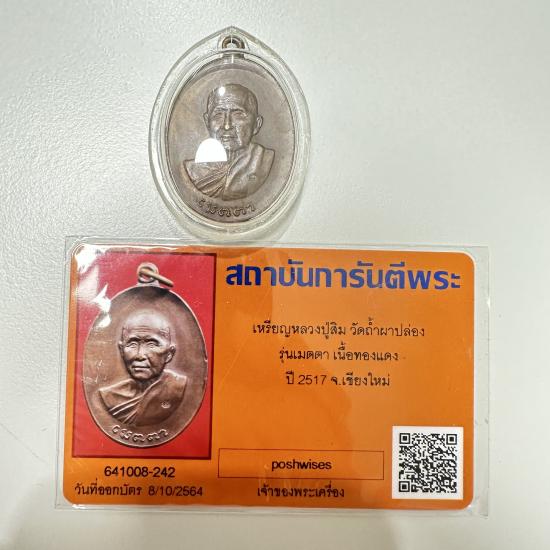 เมตตา
สถาบันการันตีพระ
เหรียญหลวงปู่สิม วัดถ้ำผาปล่อง
รุ่นเมตตา เนื้อทองแดง
ปี 2517 จ.เชียงใหม่
เมตตา
641008-242
วันที่ออกบัตร 8/10/2564
poshwises
เจ้าของพระเครื่อง